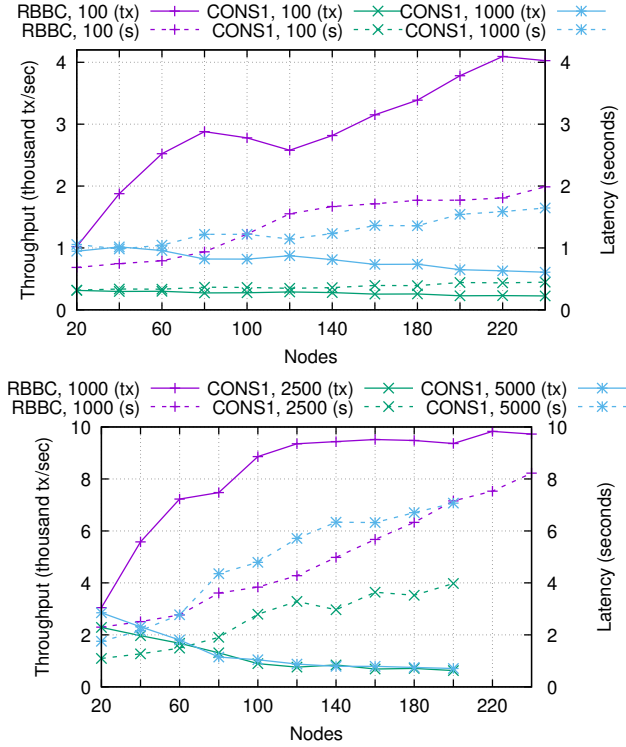 RBBC, 100 (tx) CONS1, 100 (tx) CONS1, 1000 (tx)
RBBC, 100 (s) CONS1, 100 (s) CONS1, 1000 (s)
4 4
3 3
2 2
1 1
0 0
20 60 100 140 180 220
Throughput (thousand tx/sec)
Latency (seconds)
Nodes
RBBC, 1000 (tx) CONS1, 2500 (tx) CONS1, 5000 (tx)
RBBC, 1000 (s) CONS1, 2500 (s) CONS1, 5000 (s)
10 10
8 8
6 6
4 4
2 2
0 0
20 60 100 140 180 220
Throughput (thousand tx/sec)
Latency (seconds)
Nodes